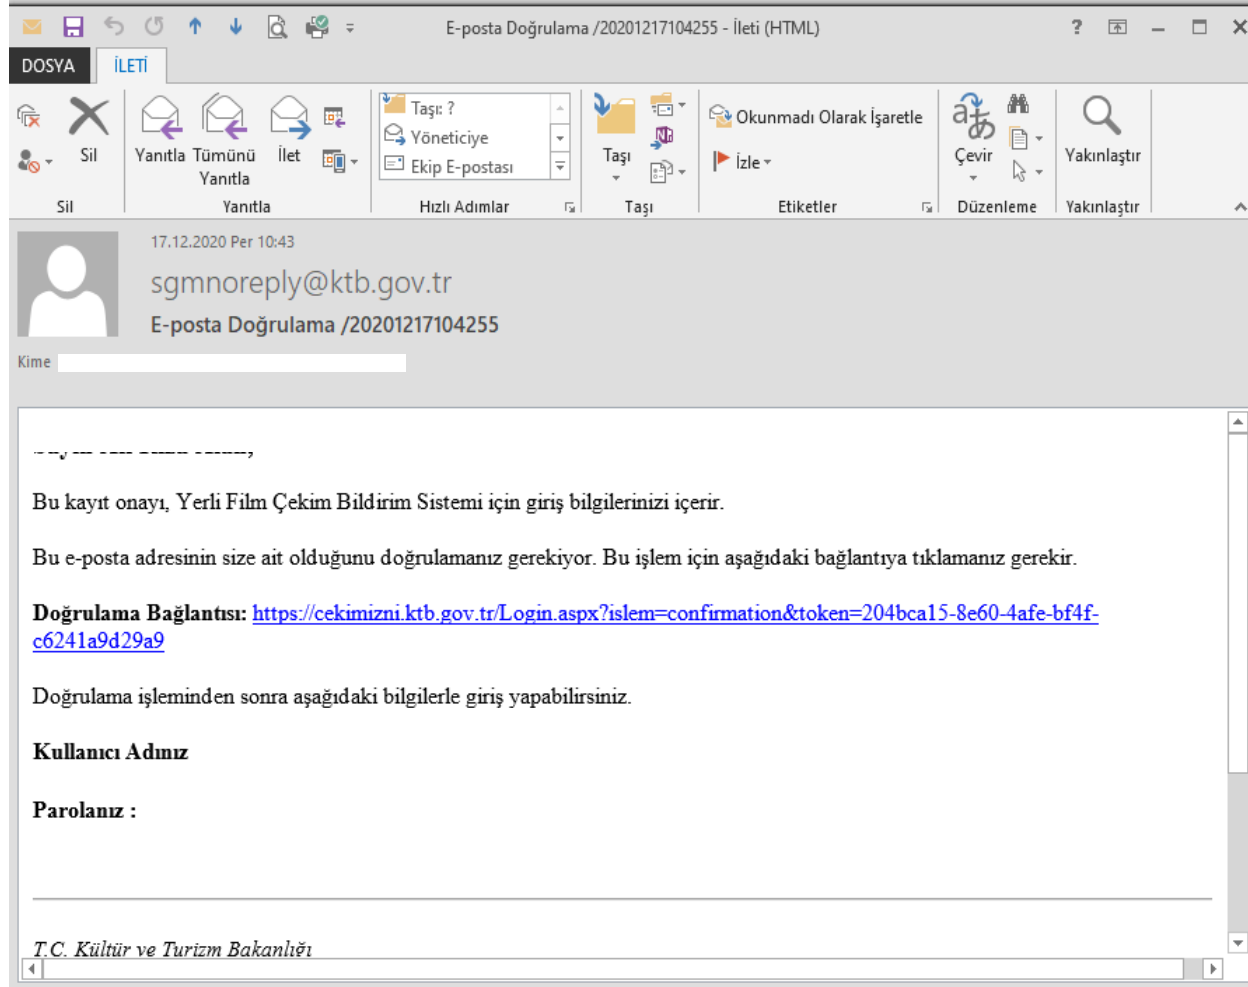 E-posta Doğrulama /20201217104255 - İleti (HTML)
?
DOSYA
İLETİ
Sil
Yanıtla
Tümünü Yanıtla
İlet
Taşı: ?
Yöneticiye
Ekip E-postası
Taşı
Okunmadı Olarak İşaretle
İzle
Çevir
Yakınlaştır
Sil
Yanıtla
Hızlı Adımlar
Taşı
Etiketler
Düzenleme
Yakınlaştır
17.12.2020 Per 10:43
sgmnoreply@ktb.gov.tr
E-posta Doğrulama /20201217104255
Kime
Bu kayıt onayı, Yerli Film Çekim Bildirim Sistemi için giriş bilgilerinizi içerir.
Bu e-posta adresinin size ait olduğunu doğrulamanız gerekiyor. Bu işlem için aşağıdaki bağlantıya tıklamanız gerekir.
Doğrulama Bağlantısı: https://cekimizni.ktb.gov.tr/Login.aspx?islem=confirmation&token=204bca15-8e60-4afe-bf4f-
c6241a9d29a9
Doğrulama işleminden sonra aşağıdaki bilgilerle giriş yapabilirsiniz.
Kullanıcı Adınız
Parolanız :
T.C. Kültür ve Turizm Bakanlığı